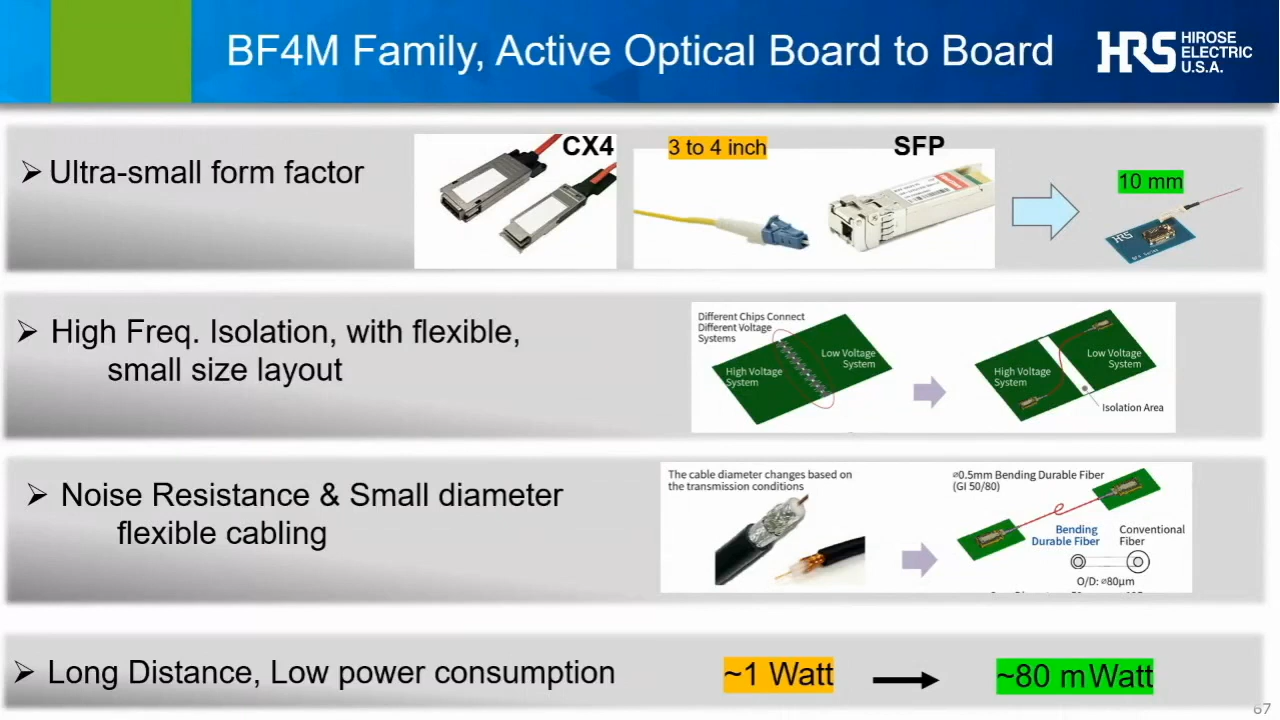 BF4M Family, Active Optical Board to Board
HRS HIROSE
ELECTRIC
U.S.A.
Ultra-small form factor
CX4
3 to 4 inch
SFP
10 mm
HRS
High Freq. Isolation, with flexible,
small size layout
Different Chips Connect
Different Voltage
Systems
High Voltage
System
Low Voltage
System
High Voltage
System
Low Voltage
System
Isolation Area
Noise Resistance & Small diameter
flexible cabling
The cable diameter changes based on
the transmission conditions
⌀0.5mm Bending Durable Fiber
(GI 50/80)
Bending
Durable Fiber
Conventional
Fiber
O/D: ⌀80μm
Long Distance, Low power consumption
~1 Watt
~80 mWatt
67